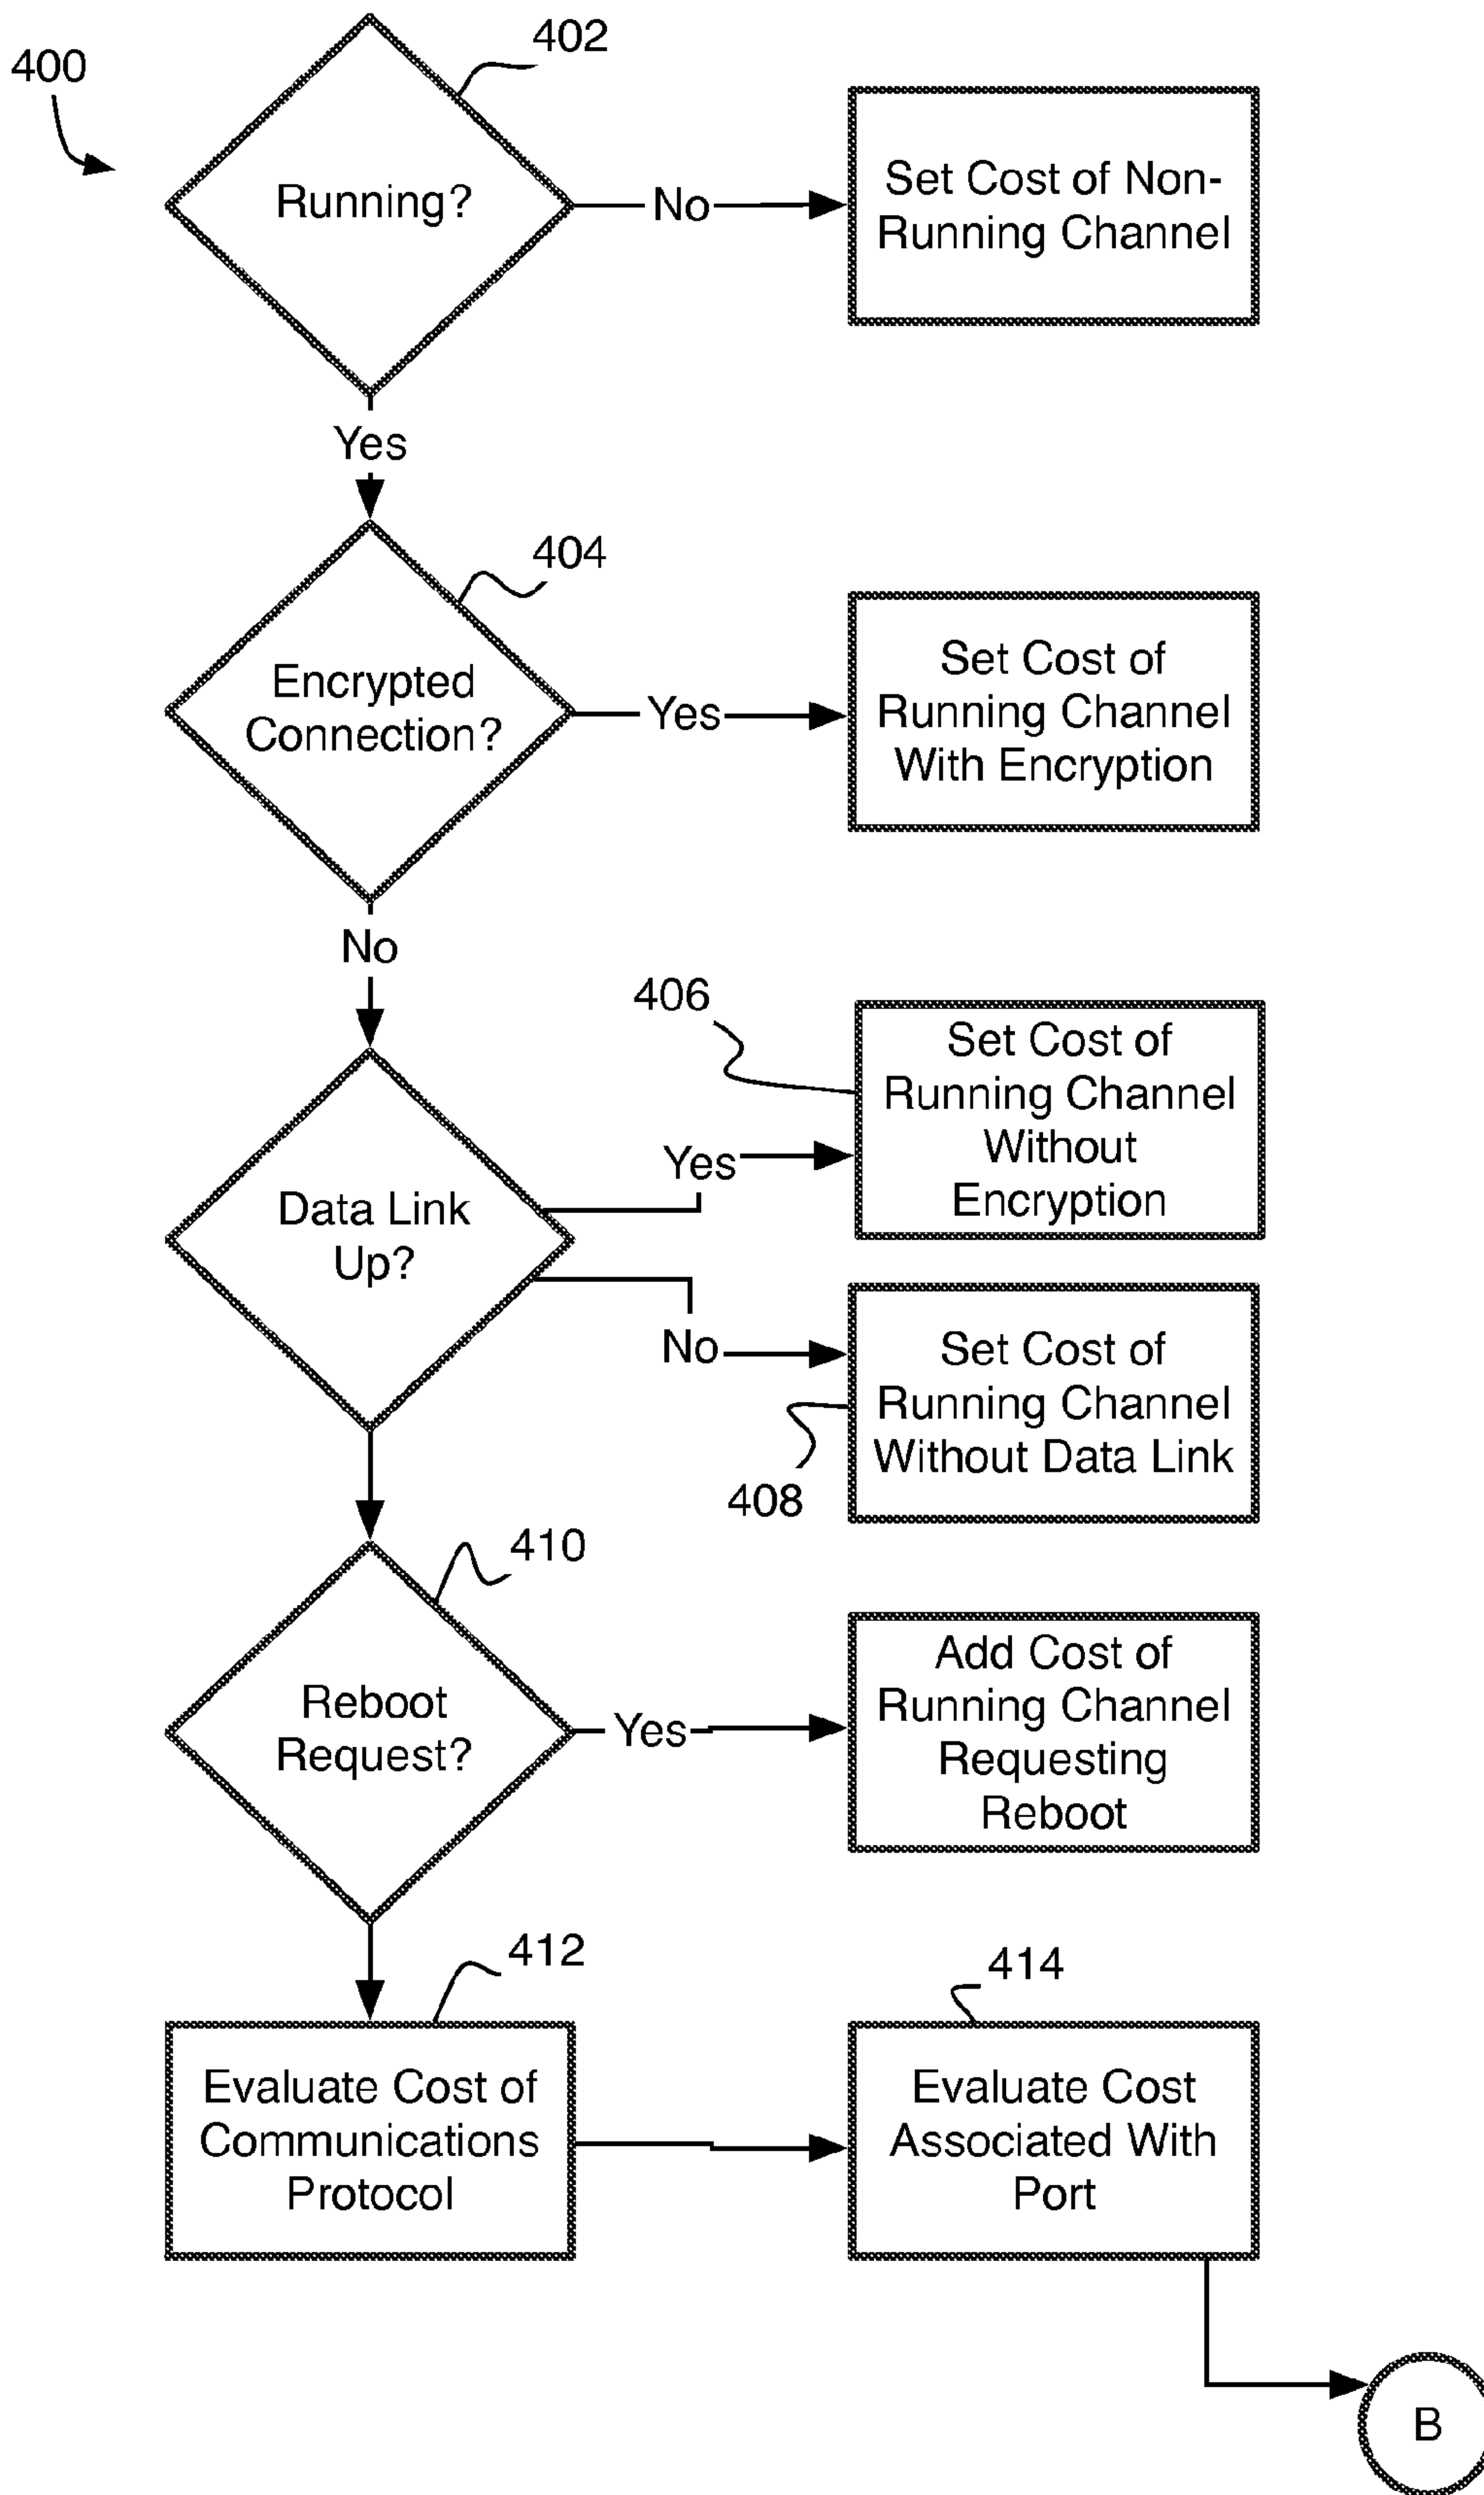 400
402
Running?
No
Set Cost of Non-
Running Channel
Yes
404
Encrypted
Connection?
Yes
Set Cost of
Running Channel
With Encryption
No
406
Set Cost of
Running Channel
Without
Encryption
Data Link
Up?
Yes
No
Set Cost of
Running Channel
Without Data Link
408
410
Reboot
Request?
Yes
Add Cost of
Running Channel
Requesting
Reboot
412
Evaluate Cost of
Communications
Protocol
414
Evaluate Cost
Associated With
Port
B